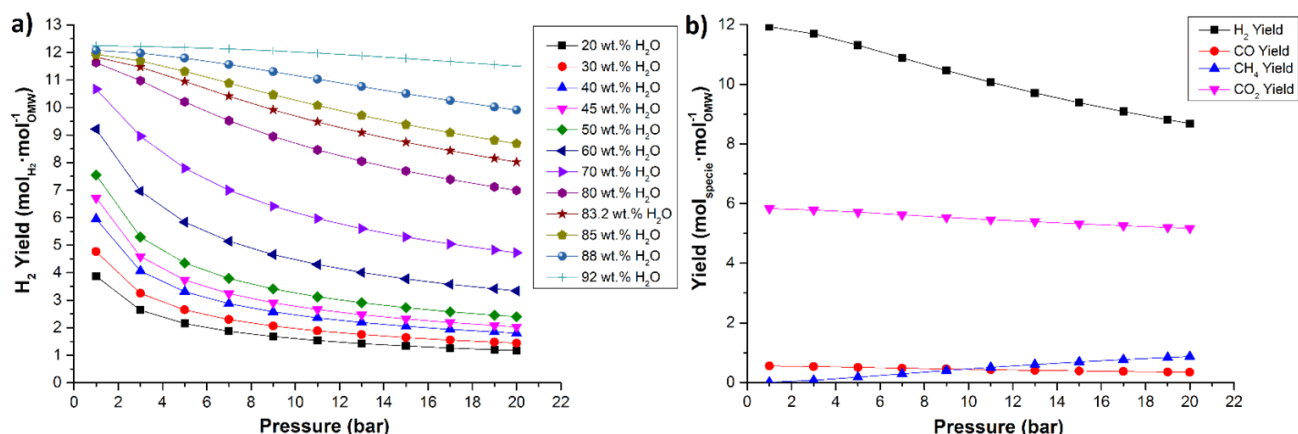 a)
H₂ Yield (mol_H₂·mol⁻¹_OMW)
13
12
11
10
9
8
7
6
5
4
3
2
1
0
0 2 4 6 8 10 12 14 16 18 20 22
Pressure (bar)
20 wt.% H₂O
30 wt.% H₂O
40 wt.% H₂O
45 wt.% H₂O
50 wt.% H₂O
60 wt.% H₂O
70 wt.% H₂O
80 wt.% H₂O
83.2 wt.% H₂O
85 wt.% H₂O
88 wt.% H₂O
92 wt.% H₂O
b)
Yield (mol_specie·mol⁻¹_OMW)
12
10
8
6
4
2
0
0 2 4 6 8 10 12 14 16 18 20 22
Pressure (bar)
H₂ Yield
CO Yield
CH₄ Yield
CO₂ Yield